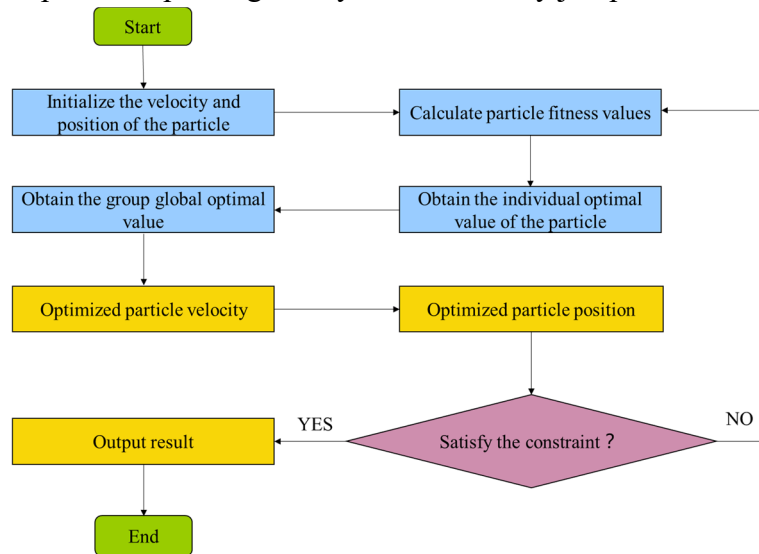 Start
Initialize the velocity and
position of the particle
Calculate particle fitness values
Obtain the group global optimal
value
Obtain the individual optimal
value of the particle
Optimized particle velocity
Optimized particle position
Satisfy the constraint ?
YES
NO
Output result
End